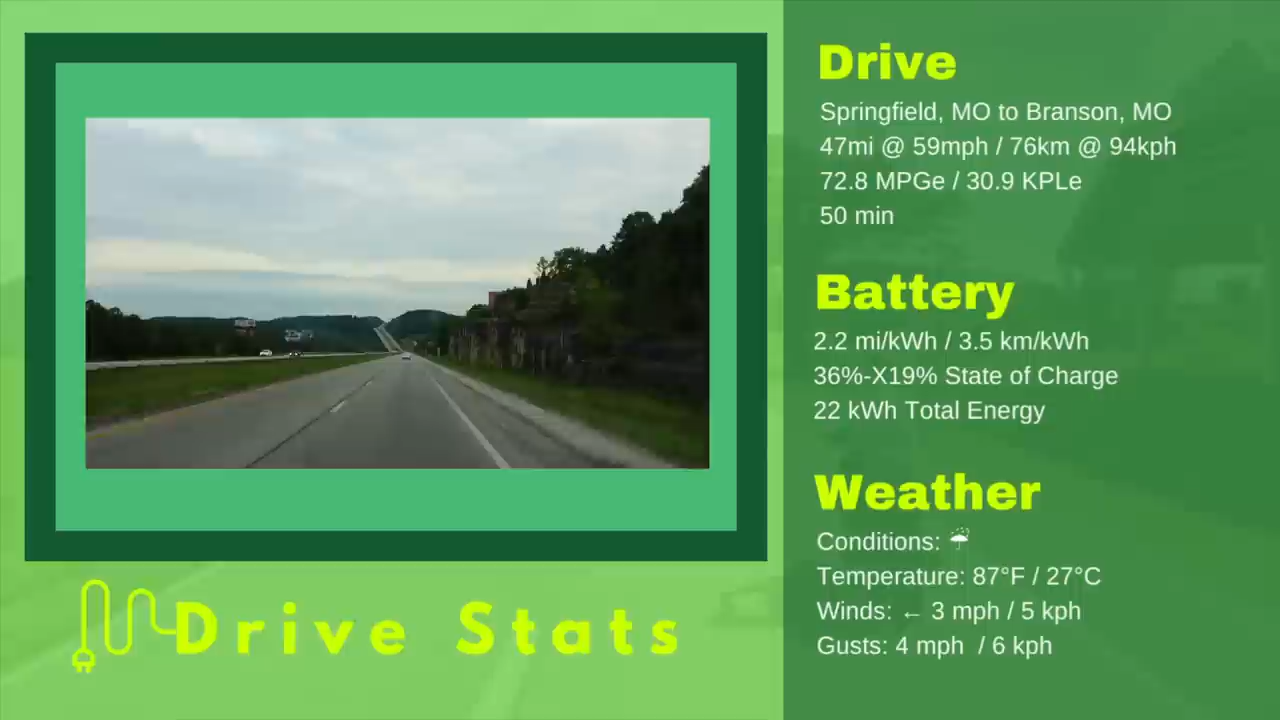 Drive
Springfield, MO to Branson, MO
47mi @ 59mph / 76km @ 94kph
72.8 MPGe / 30.9 KPLe
50 min
Battery
2.2 mi/kWh / 3.5 km/kWh
36%-X19% State of Charge
22 kWh Total Energy
Weather
Conditions: ☔
Temperature: 87°F / 27°C
Winds: ← 3 mph / 5 kph
Gusts: 4 mph / 6 kph
Drive Stats